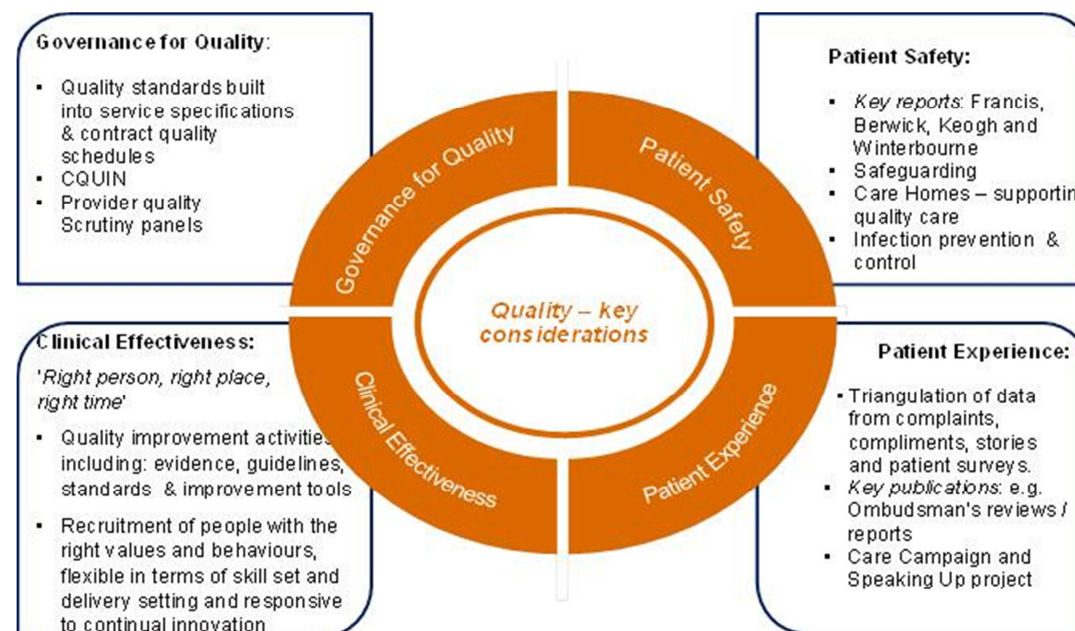 Governance for Quality:
▪ Quality standards built
into service specifications
& contract quality
schedules
▪ CQUIN
▪ Provider quality
Scrutiny panels
Patient Safety:
▪ Key reports: Francis,
Berwick, Keogh and
Winterbourne
▪ Safeguarding
▪ Care Homes – supportin
quality care
▪ Infection prevention &
control
Governance for Quality
Patient Safety
Quality – key
considerations
Clinical Effectiveness
Patient Experience
Clinical Effectiveness:
'Right person, right place,
right time'
▪ Quality improvement activities
including: evidence, guidelines,
standards & improvement tools
▪ Recruitment of people with the
right values and behaviours,
flexible in terms of skill set and
delivery setting and responsive
to continual innovation
Patient Experience:
▪ Triangulation of data
from complaints,
compliments, stories
and patient surveys.
▪ Key publications: e.g.
Ombudsman's reviews /
reports
▪ Care Campaign and
Speaking Up project